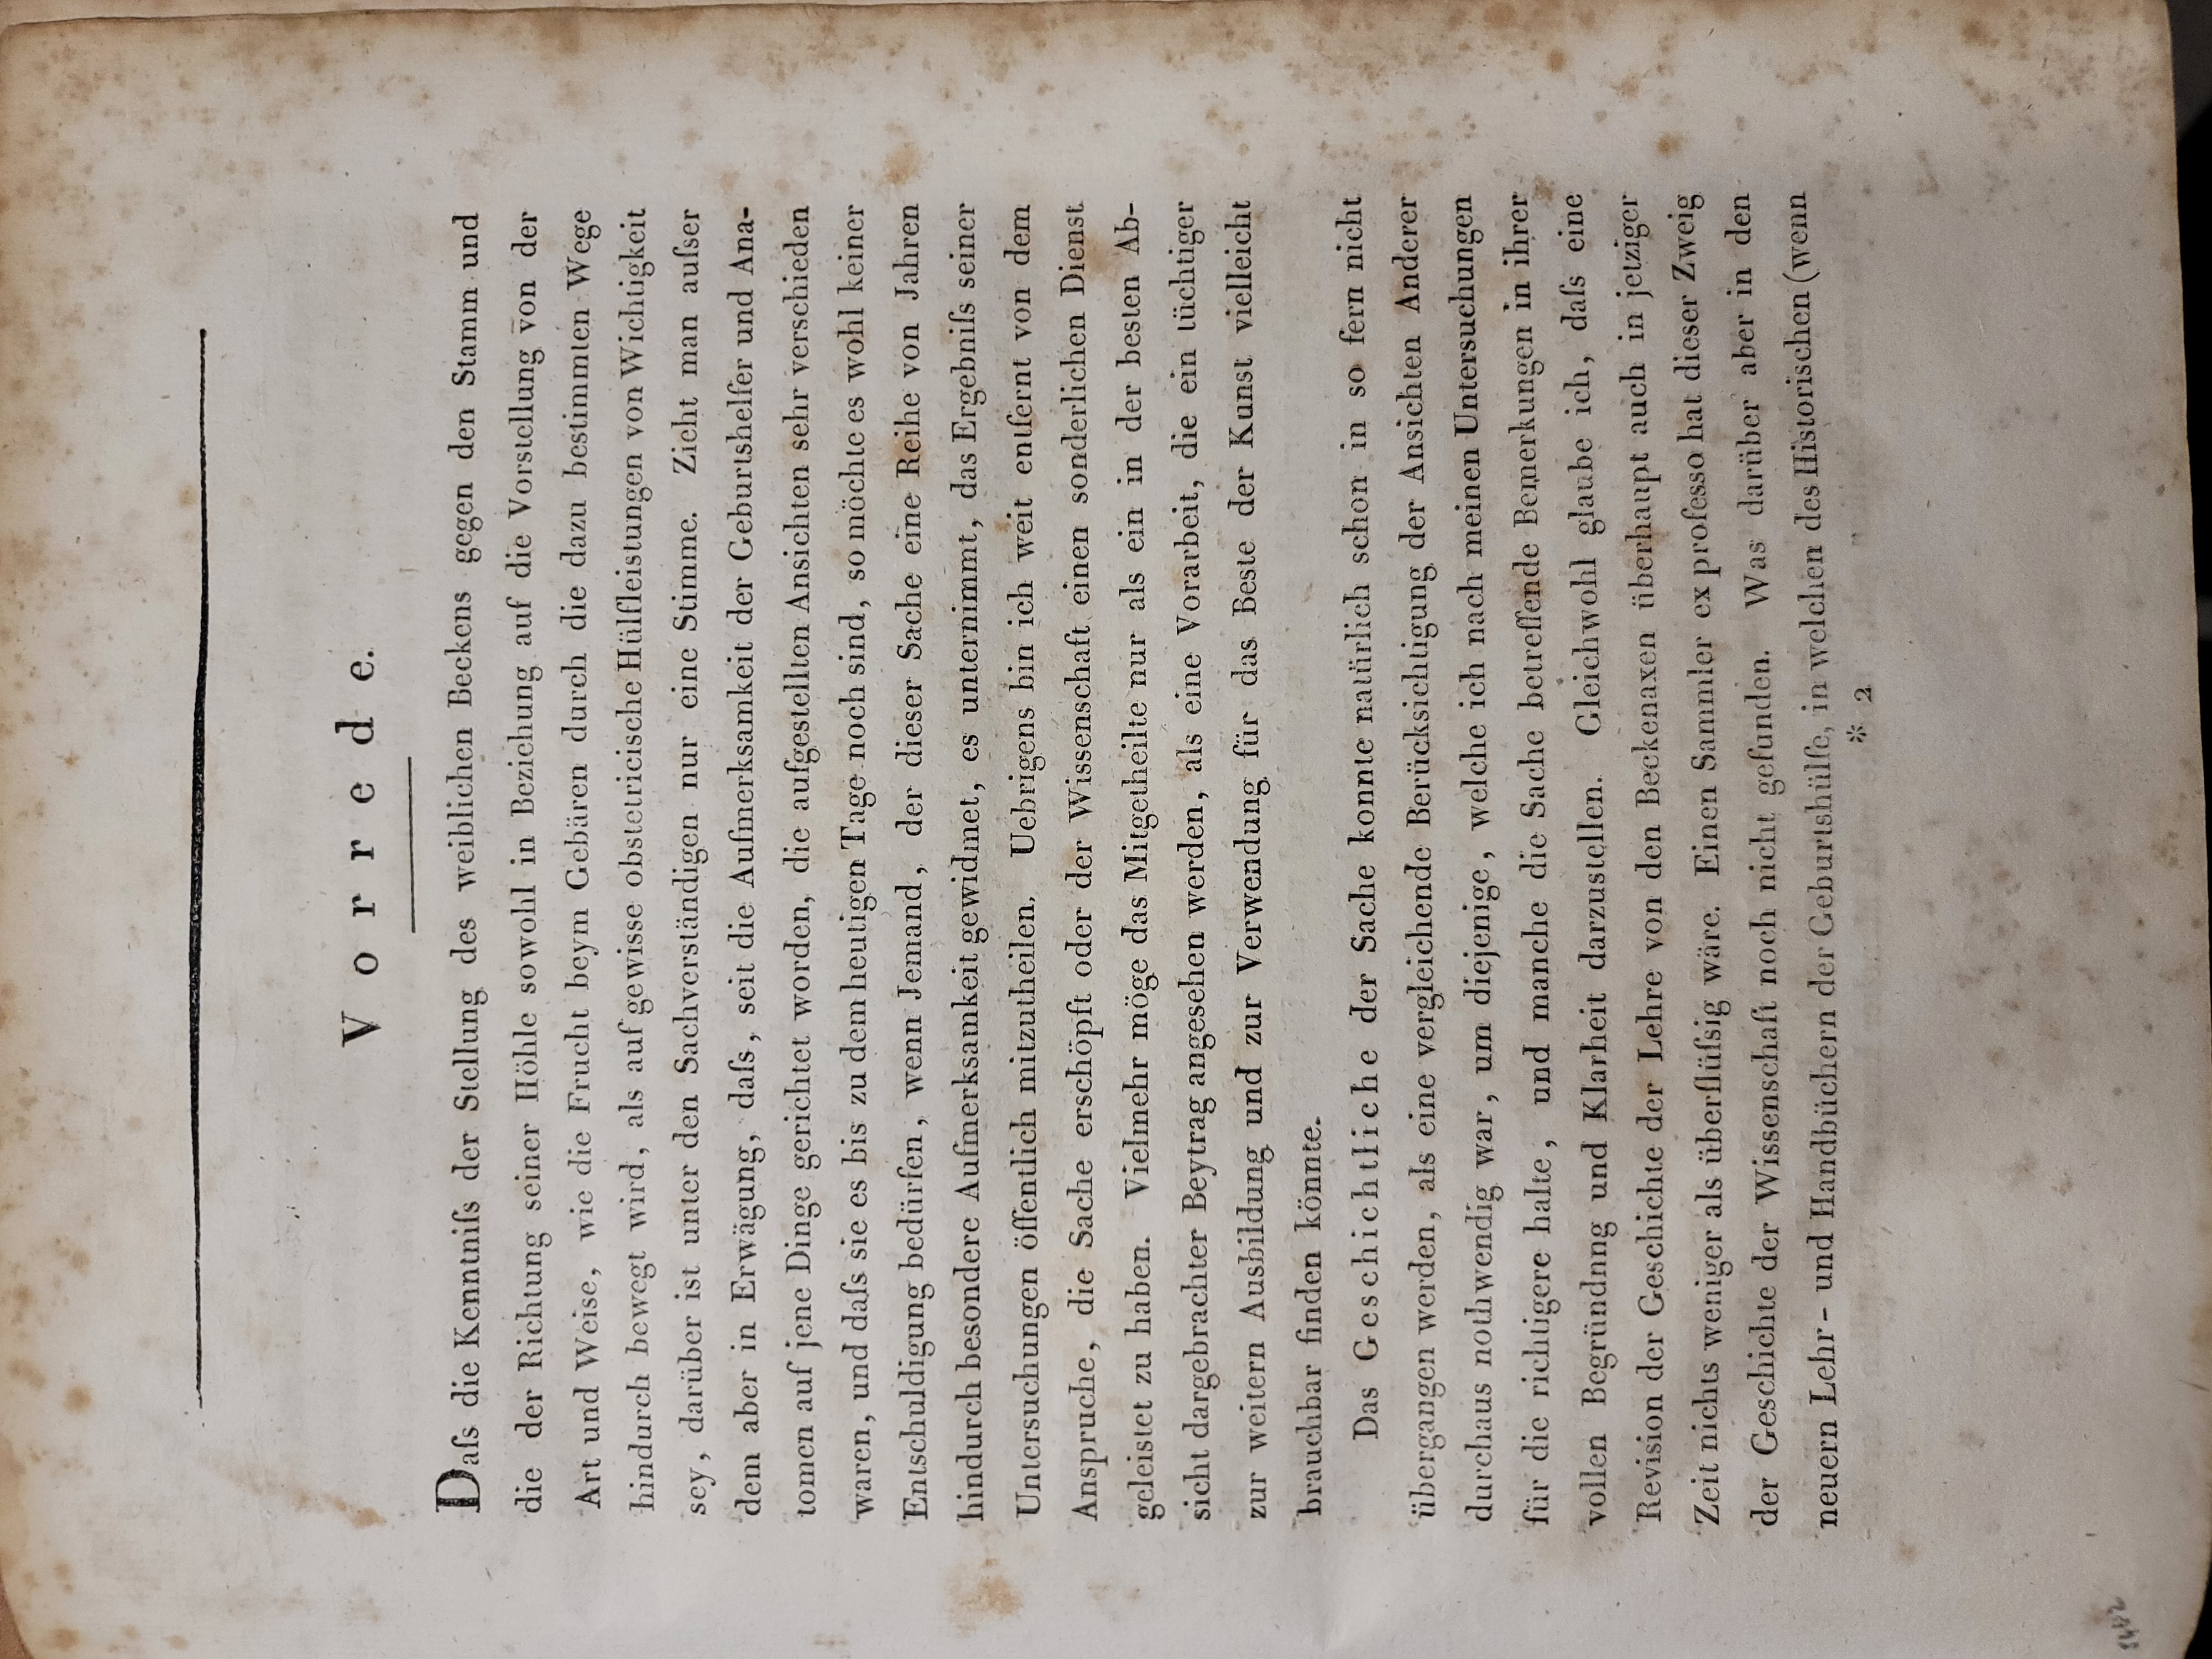 Vorrede.
Daſs die Kenntniſs der Stellung des weiblichen Beckens gegen den Stamm und
die der Richtung seiner Höhle sowohl in Beziehung auf die Vorstellung von der
Art und Weise, wie die Frucht beym Gebären durch die dazu bestimmten Wege
hindurch bewegt wird, als auf gewisse obstetricische Hülfleistungen von Wichtigkeit
sey, darüber ist unter den Sachverständigen nur eine Stimme. Zieht man auſser
dem aber in Erwägung, daſs, seit die Aufmerksamkeit der Geburtshelfer und Ana-
tomen auf jene Dinge gerichtet worden, die aufgestellten Ansichten sehr verschieden
waren, und daſs sie es bis zu dem heutigen Tage noch sind, so möchte es wohl keiner
Entschuldigung bedürfen, wenn Jemand, der dieser Sache eine Reihe von Jahren
hindurch besondere Aufmerksamkeit gewidmet, es unternimmt, das Ergebniſs seiner
Untersuchungen öffentlich mitzutheilen. Uebrigens bin ich weit entfernt von dem
Anspruche, die Sache erschöpft oder der Wissenschaft einen sonderlichen Dienst
geleistet zu haben. Vielmehr möge das Mitgetheilte nur als ein in der besten Ab-
sicht dargebrachter Beytrag angesehen werden, als eine Vorarbeit, die ein tüchtiger
zur weitern Ausbildung und zur Verwendung für das Beste der Kunst vielleicht
brauchbar finden könnte.
Das Geschichtliche der Sache konnte natürlich schon in so fern nicht
übergangen werden, als eine vergleichende Berücksichtigung der Ansichten Anderer
durchaus nothwendig war, um diejenige, welche ich nach meinen Untersuchungen
für die richtigere halte, und manche die Sache betreffende Bemerkungen in ihrer
vollen Begründnng und Klarheit darzustellen. Gleichwohl glaube ich, daſs eine
Revision der Geschichte der Lehre von den Beckenaxen überhaupt auch in jetziger
Zeit nichts weniger als überflüſsig wäre. Einen Sammler ex professo hat dieser Zweig
der Geschichte der Wissenschaft noch nicht gefunden. Was darüber aber in den
neuern Lehr- und Handbüchern der Geburtshülfe, in welchen des Historischen (wenn
* 2